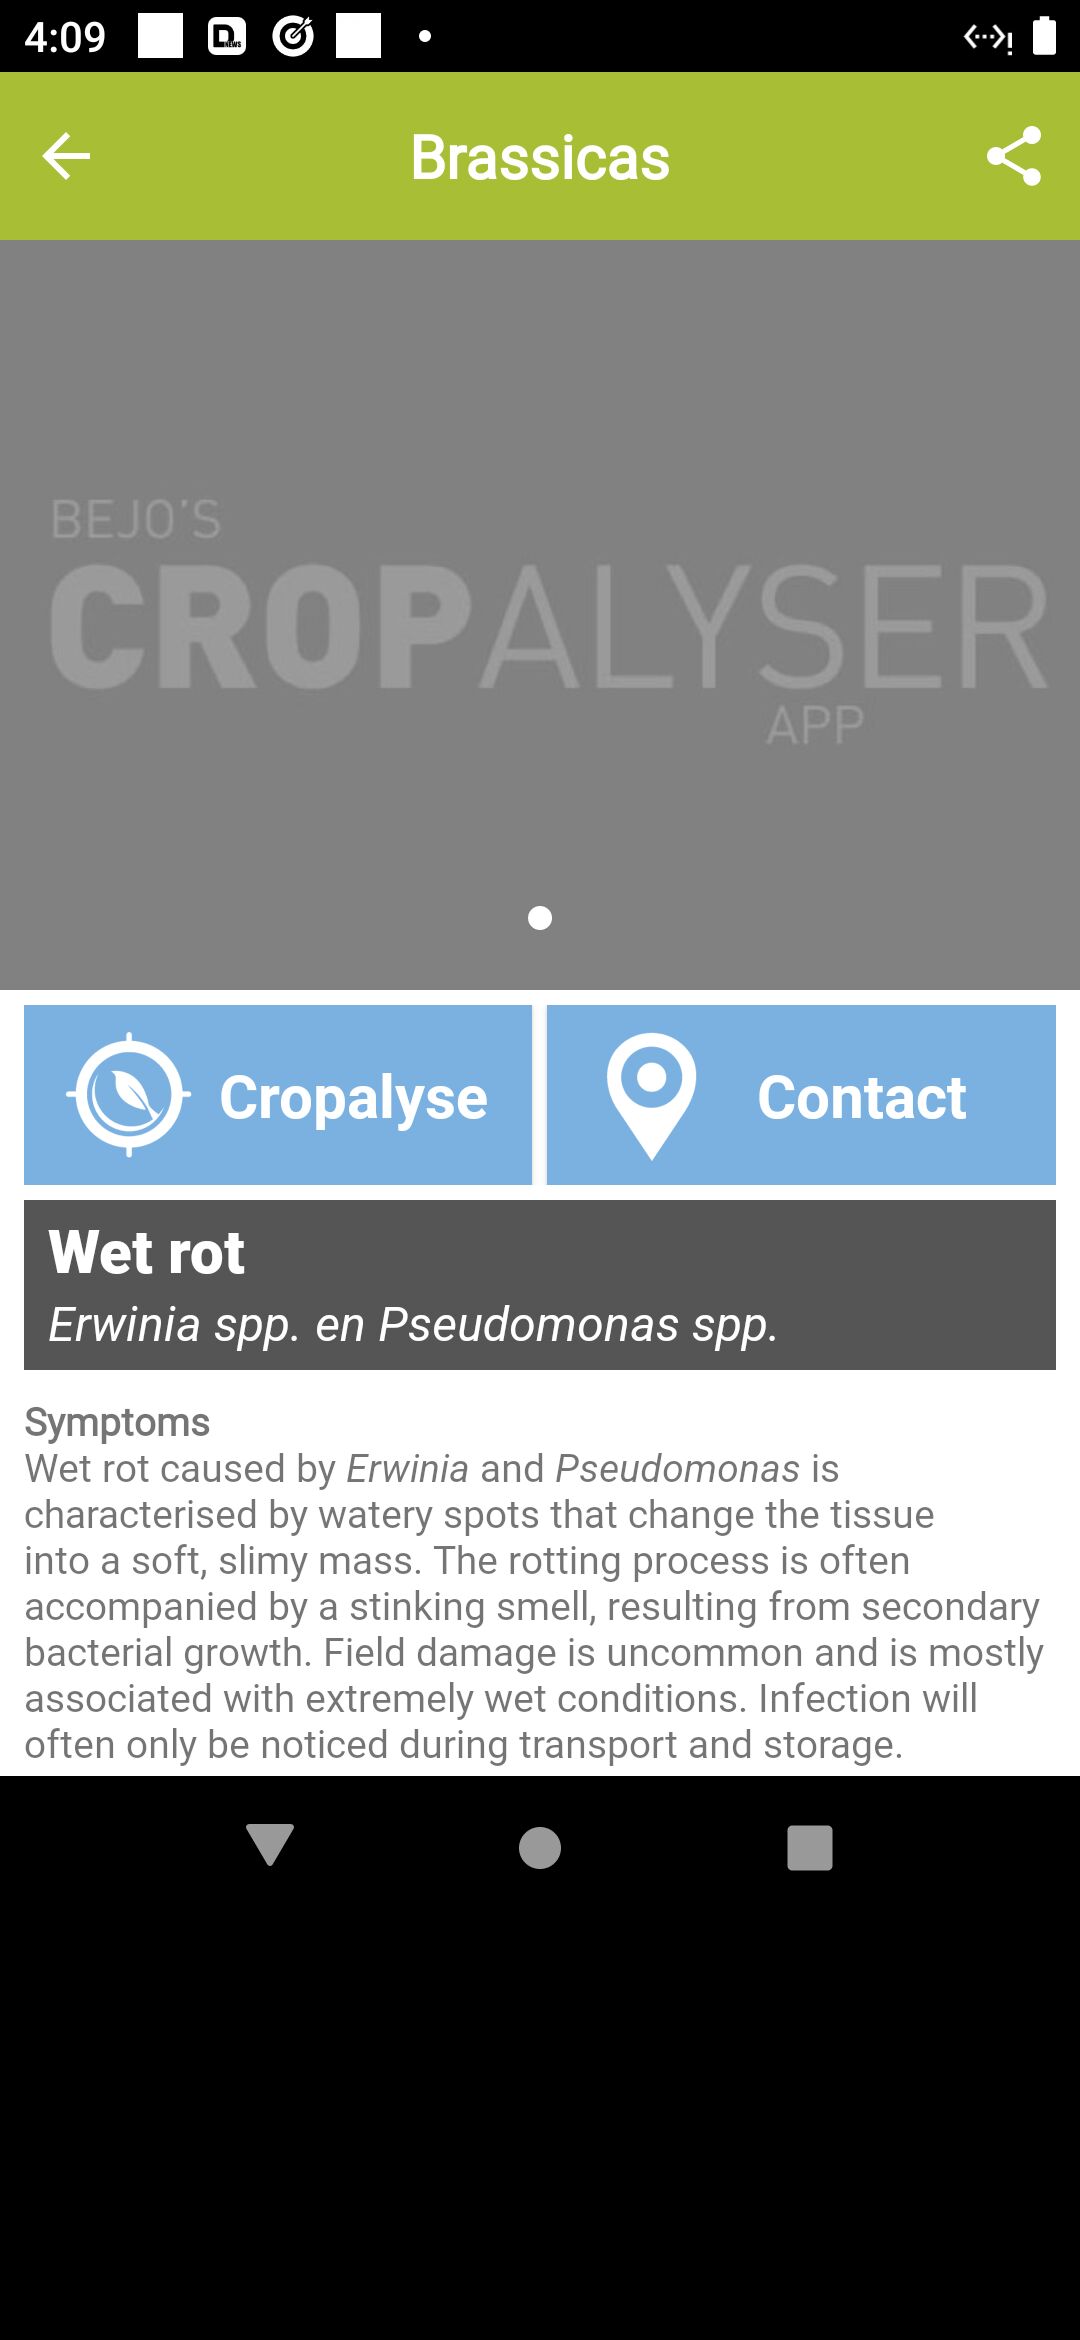 4:09
D NEWS
Brassicas
BEJO'S
CROPALYSER
APP
Cropalyse
Contact
Wet rot
Erwinia spp. en Pseudomonas spp.
Symptoms
Wet rot caused by Erwinia and Pseudomonas is
characterised by watery spots that change the tissue
into a soft, slimy mass. The rotting process is often
accompanied by a stinking smell, resulting from secondary
bacterial growth. Field damage is uncommon and is mostly
associated with extremely wet conditions. Infection will
often only be noticed during transport and storage.